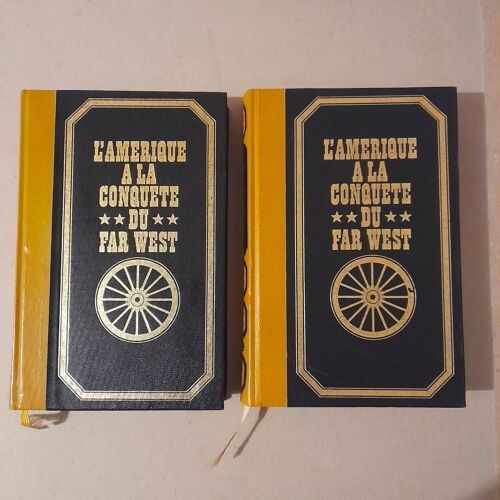 L'AMERIQUE
A LA
CONQUETE
★★ DU ★★
FAR WEST
L'AMERIQUE
A LA
CONQUETE
★★ DU ★★
FAR WEST